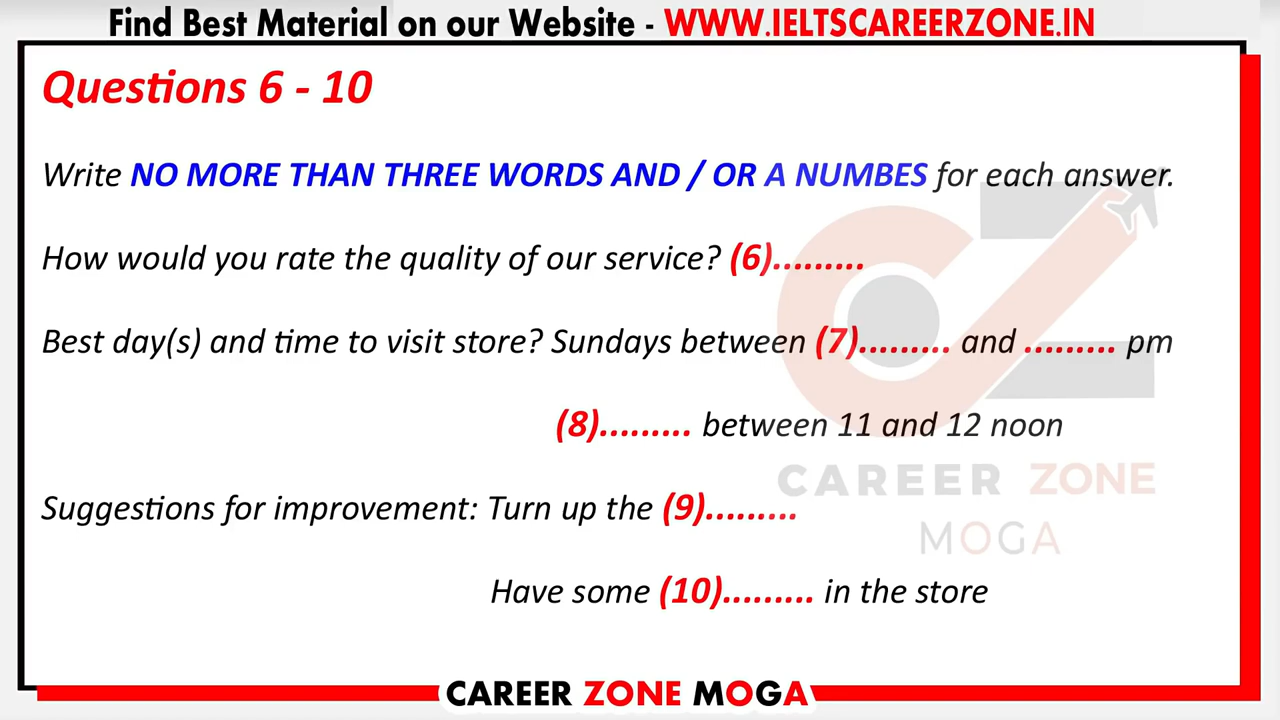 Find Best Material on our Website - WWW.IELTSCAREERZONE.IN
Questions 6 - 10
Write NO MORE THAN THREE WORDS AND / OR A NUMBES for each answer.
How would you rate the quality of our service? (6).........
Best day(s) and time to visit store? Sundays between (7)......... and ......... pm
(8)......... between 11 and 12 noon
CAREER ZONE
Suggestions for improvement: Turn up the (9).........
MOGA
Have some (10)......... in the store
CAREER ZONE MOGA